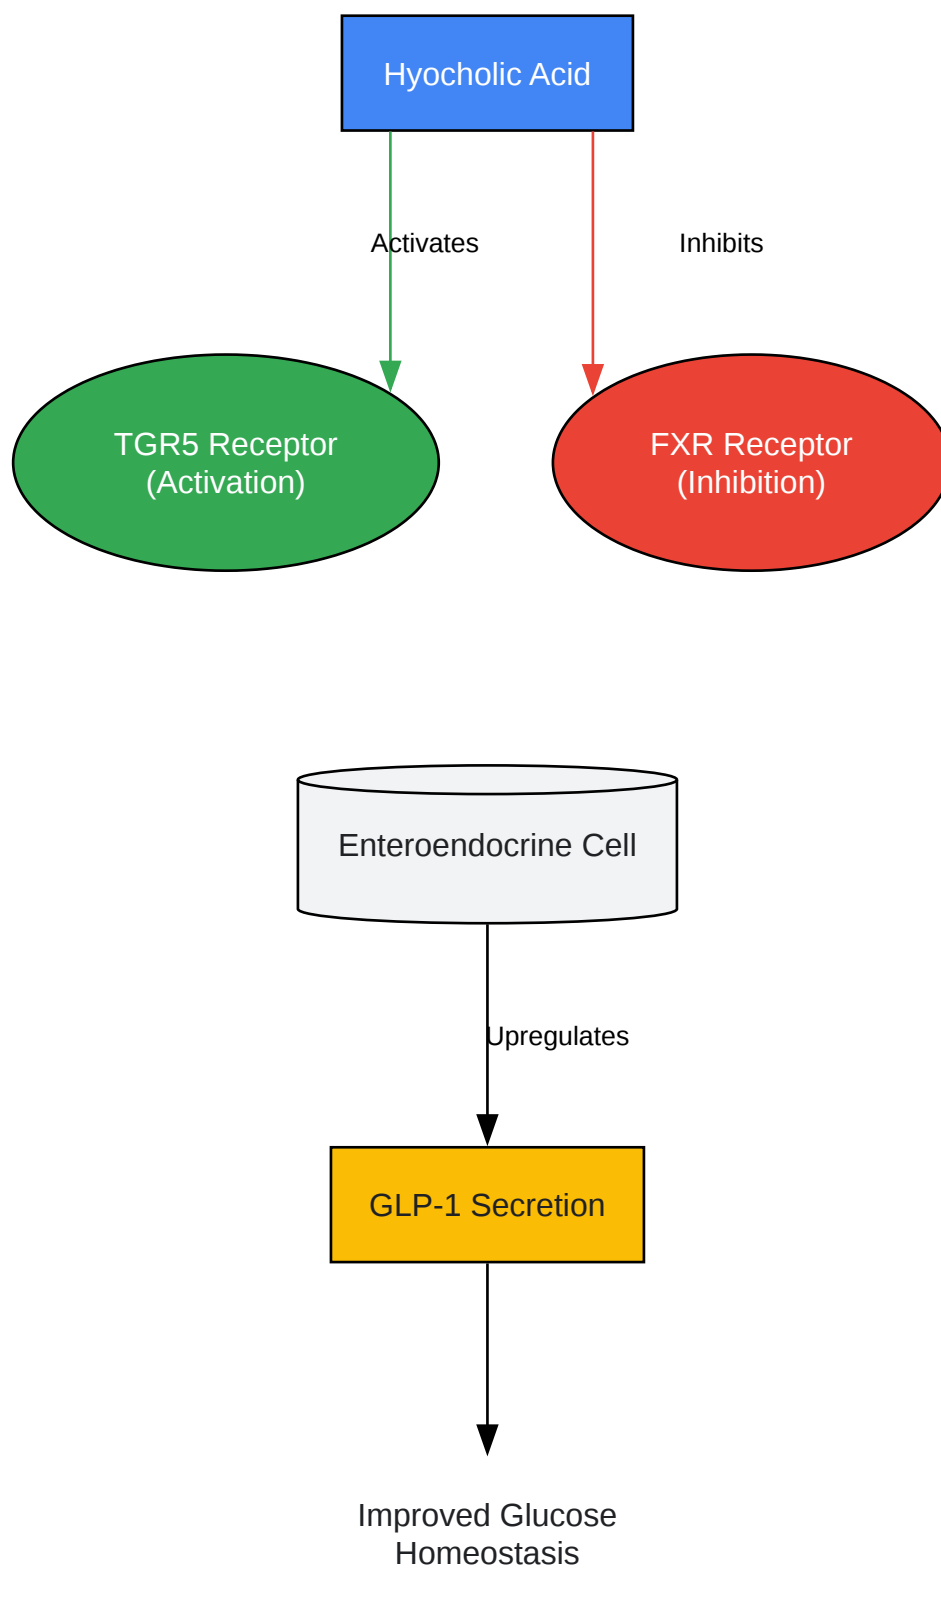 Hyocholic Acid
Activates
Inhibits
TGR5 Receptor
(Activation)
FXR Receptor
(Inhibition)
Enteroendocrine Cell
Upregulates
GLP-1 Secretion
Improved Glucose
Homeostasis